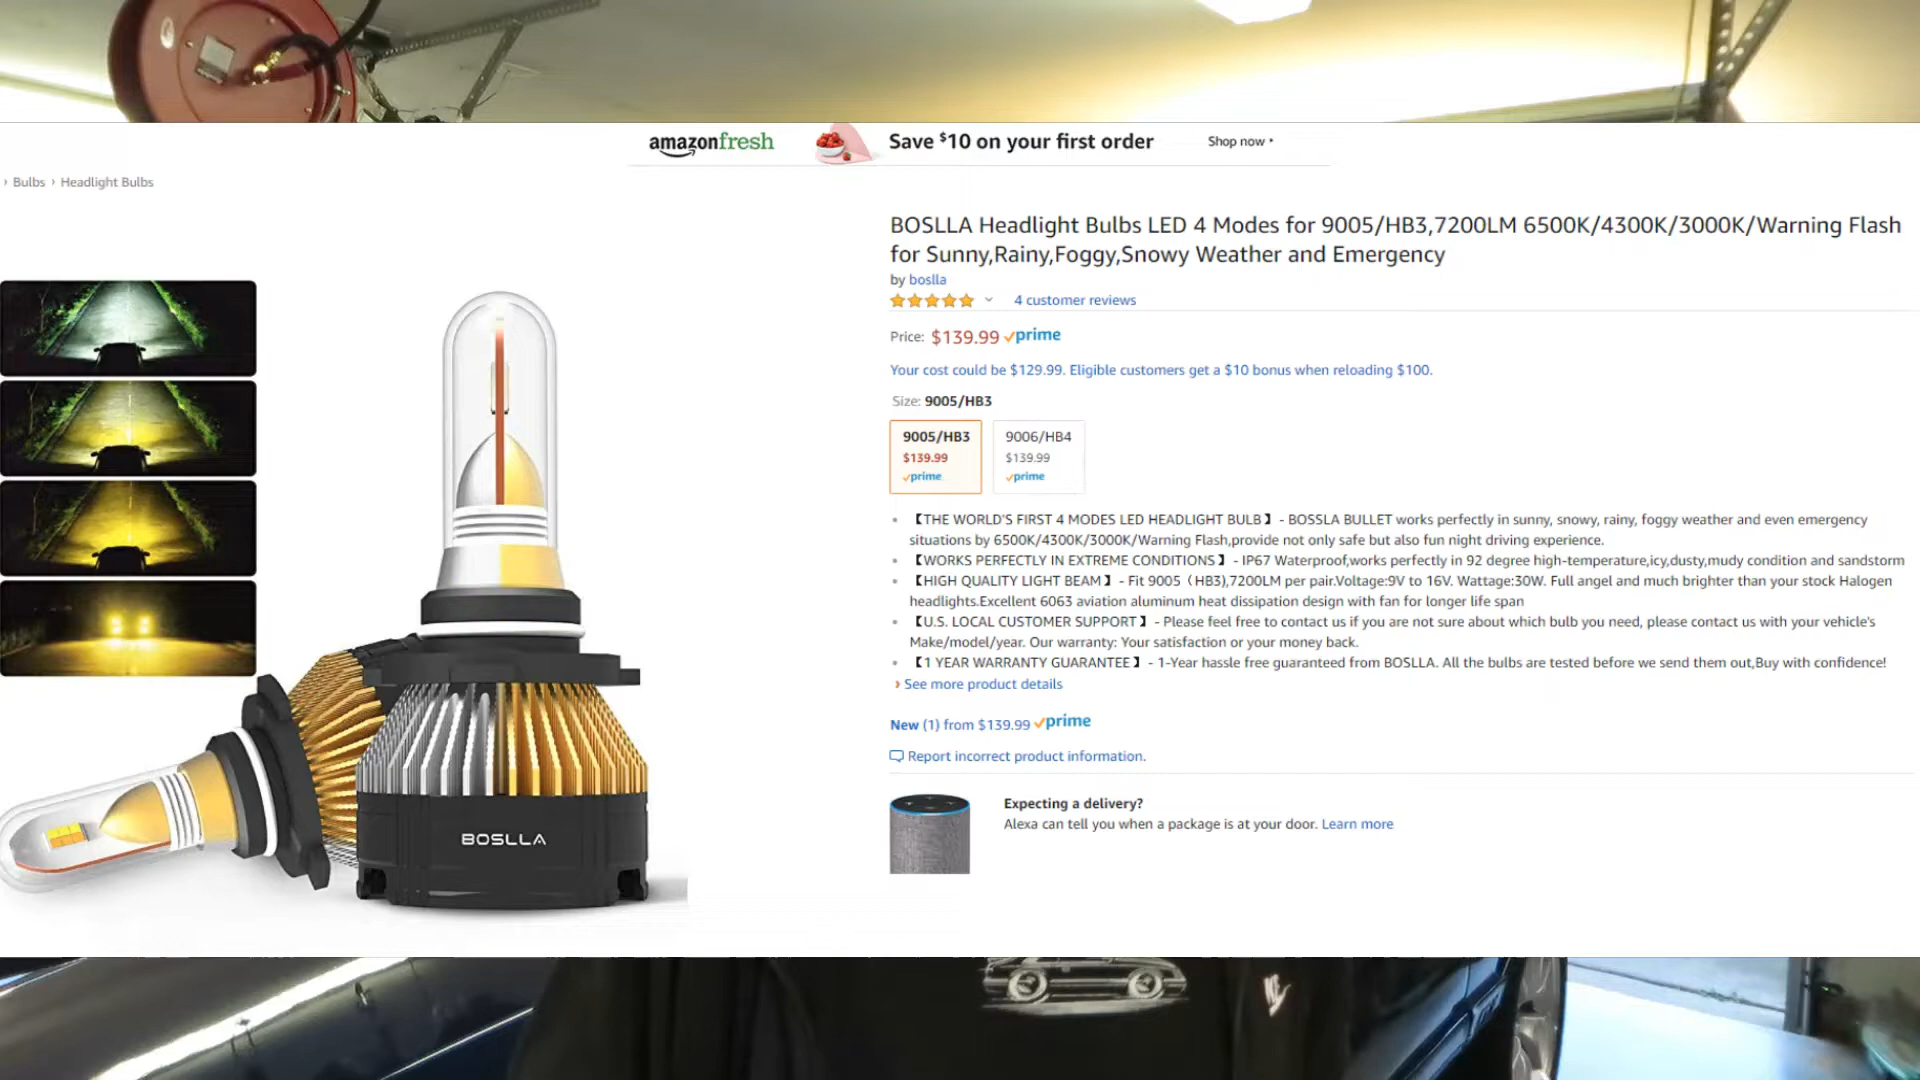 amazonfresh Save $10 on your first order Shop now
› Bulbs › Headlight Bulbs
BOSLLA Headlight Bulbs LED 4 Modes for 9005/HB3,7200LM 6500K/4300K/3000K/Warning Flash
for Sunny,Rainy,Foggy,Snowy Weather and Emergency
by boslla
4 customer reviews
Price: $139.99 prime
Your cost could be $129.99. Eligible customers get a $10 bonus when reloading $100.
Size: 9005/HB3
9005/HB3 9006/HB4
$139.99 $139.99
prime prime
• 【THE WORLD'S FIRST 4 MODES LED HEADLIGHT BULB】 - BOSSLA BULLET works perfectly in sunny, snowy, rainy, foggy weather and even emergency
situations by 6500K/4300K/3000K/Warning Flash,provide not only safe but also fun night driving experience.
• 【WORKS PERFECTLY IN EXTREME CONDITIONS】 - IP67 Waterproof,works perfectly in 92 degree high-temperature,icy,dusty,mudy condition and sandstorm
• 【HIGH QUALITY LIGHT BEAM】 - Fit 9005（HB3),7200LM per pair.Voltage:9V to 16V. Wattage:30W. Full angel and much brighter than your stock Halogen
headlights.Excellent 6063 aviation aluminum heat dissipation design with fan for longer life span
• 【U.S. LOCAL CUSTOMER SUPPORT】 - Please feel free to contact us if you are not sure about which bulb you need, please contact us with your vehicle's
Make/model/year. Our warranty: Your satisfaction or your money back.
• 【1 YEAR WARRANTY GUARANTEE】 - 1-Year hassle free guaranteed from BOSLLA. All the bulbs are tested before we send them out,Buy with confidence!
› See more product details
New (1) from $139.99 prime
Report incorrect product information.
Expecting a delivery?
Alexa can tell you when a package is at your door. Learn more
BOSLLA